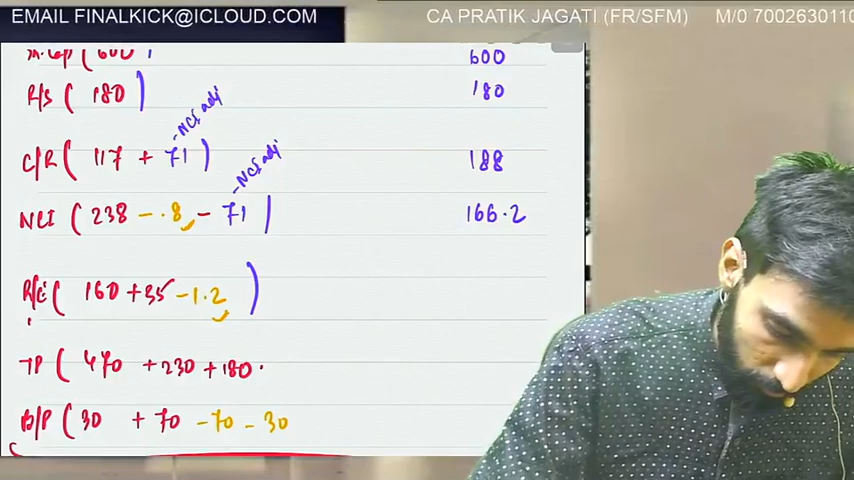 EMAIL FINALKICK@ICLOUD.COM CA PRATIK JAGATI (FR/SFM) M/0 7002630110
(600) 600
R/S (180) 180
C/R (117 + 71) - NCI adj 188
NCI (238 - .8 - 71) - NCI adj 166.2
R/E (160 + 35 - 1.2)
TP (470 + 230 + 180.
B/P (30 + 70 - 70 - 30